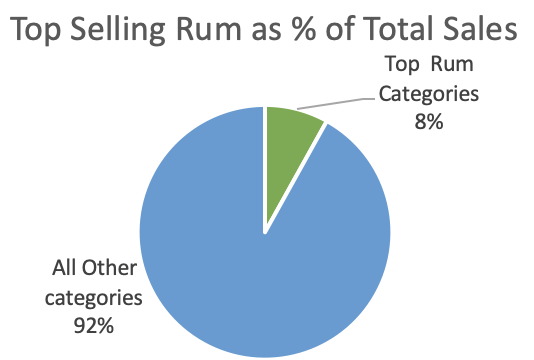 Top Selling Rum as % of Total Sales
Top Rum
Categories
8%
All Other
categories
92%